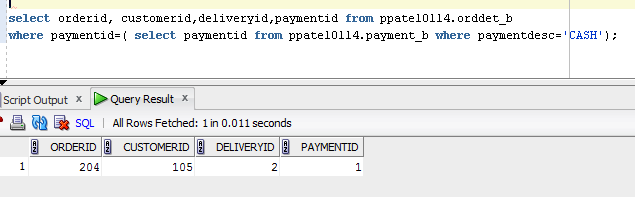 select orderid, customerid,deliveryid,paymentid from ppatel0114.orddet_b
where paymentid=( select paymentid from ppatel0114.payment_b where paymentdesc='CASH');
Script Output x Query Result x
SQL | All Rows Fetched: 1 in 0.011 seconds
ORDERID CUSTOMERID DELIVERYID PAYMENTID
1 204 105 2 1